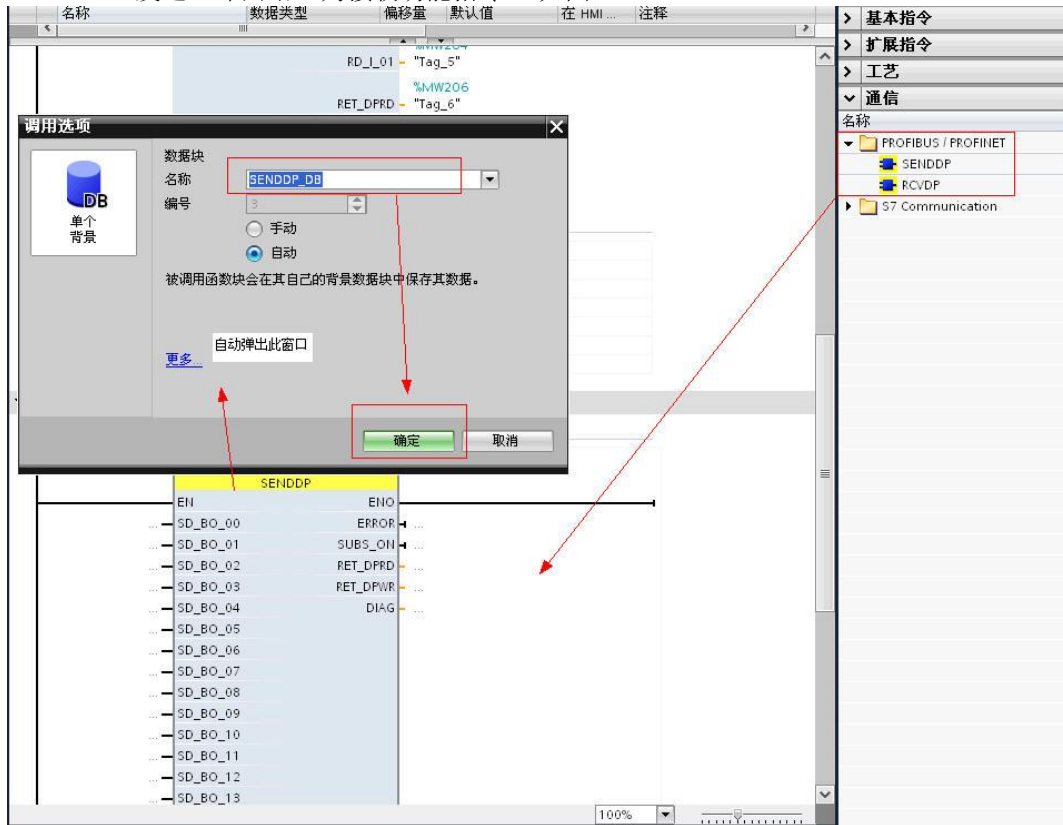 名称 数据类型 偏移量 默认值 在 HMI ... 注释
RD_I_01 "Tag_5"
%MW206
RET_DPRD "Tag_6"
调用选项
DB
单个
背景
数据块
名称 SENDDP_DB
编号 3
手动
自动
被调用函数块会在其自己的背景数据块中保存其数据。
更多...
自动弹出此窗口
确定 取消
SENDDP
EN ENO
... SD_BO_00 ERROR ...
... SD_BO_01 SUBS_ON ...
... SD_BO_02 RET_DPRD ...
... SD_BO_03 RET_DPWR ...
... SD_BO_04 DIAG ...
... SD_BO_05
... SD_BO_06
... SD_BO_07
... SD_BO_08
... SD_BO_09
... SD_BO_10
... SD_BO_11
... SD_BO_12
... SD_BO_13
100%
基本指令
扩展指令
工艺
通信
名称
PROFIBUS / PROFINET
SENDDP
RCVDP
S7 Communication